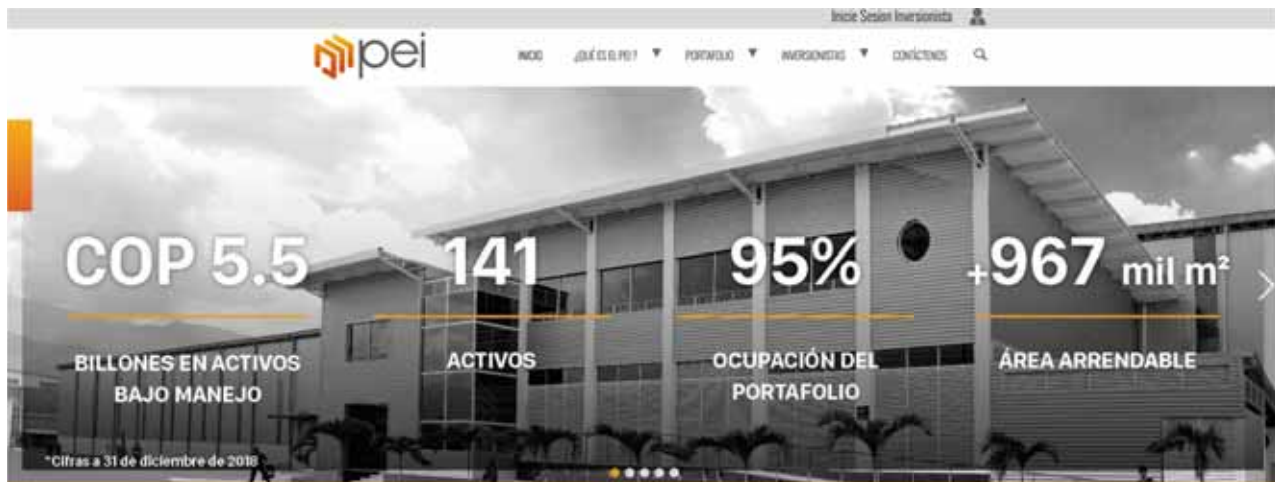 Inicie Sesion Inversionista
pei
INICIO ¿QUÉ ES EL PEI? PORTAFOLIO INVERSIONISTAS CONTÁCTENOS
COP 5.5
BILLONES EN ACTIVOS
BAJO MANEJO
141
ACTIVOS
95%
OCUPACIÓN DEL
PORTAFOLIO
+967 mil m²
ÁREA ARRENDABLE
*Cifras a 31 de diciembre de 2018